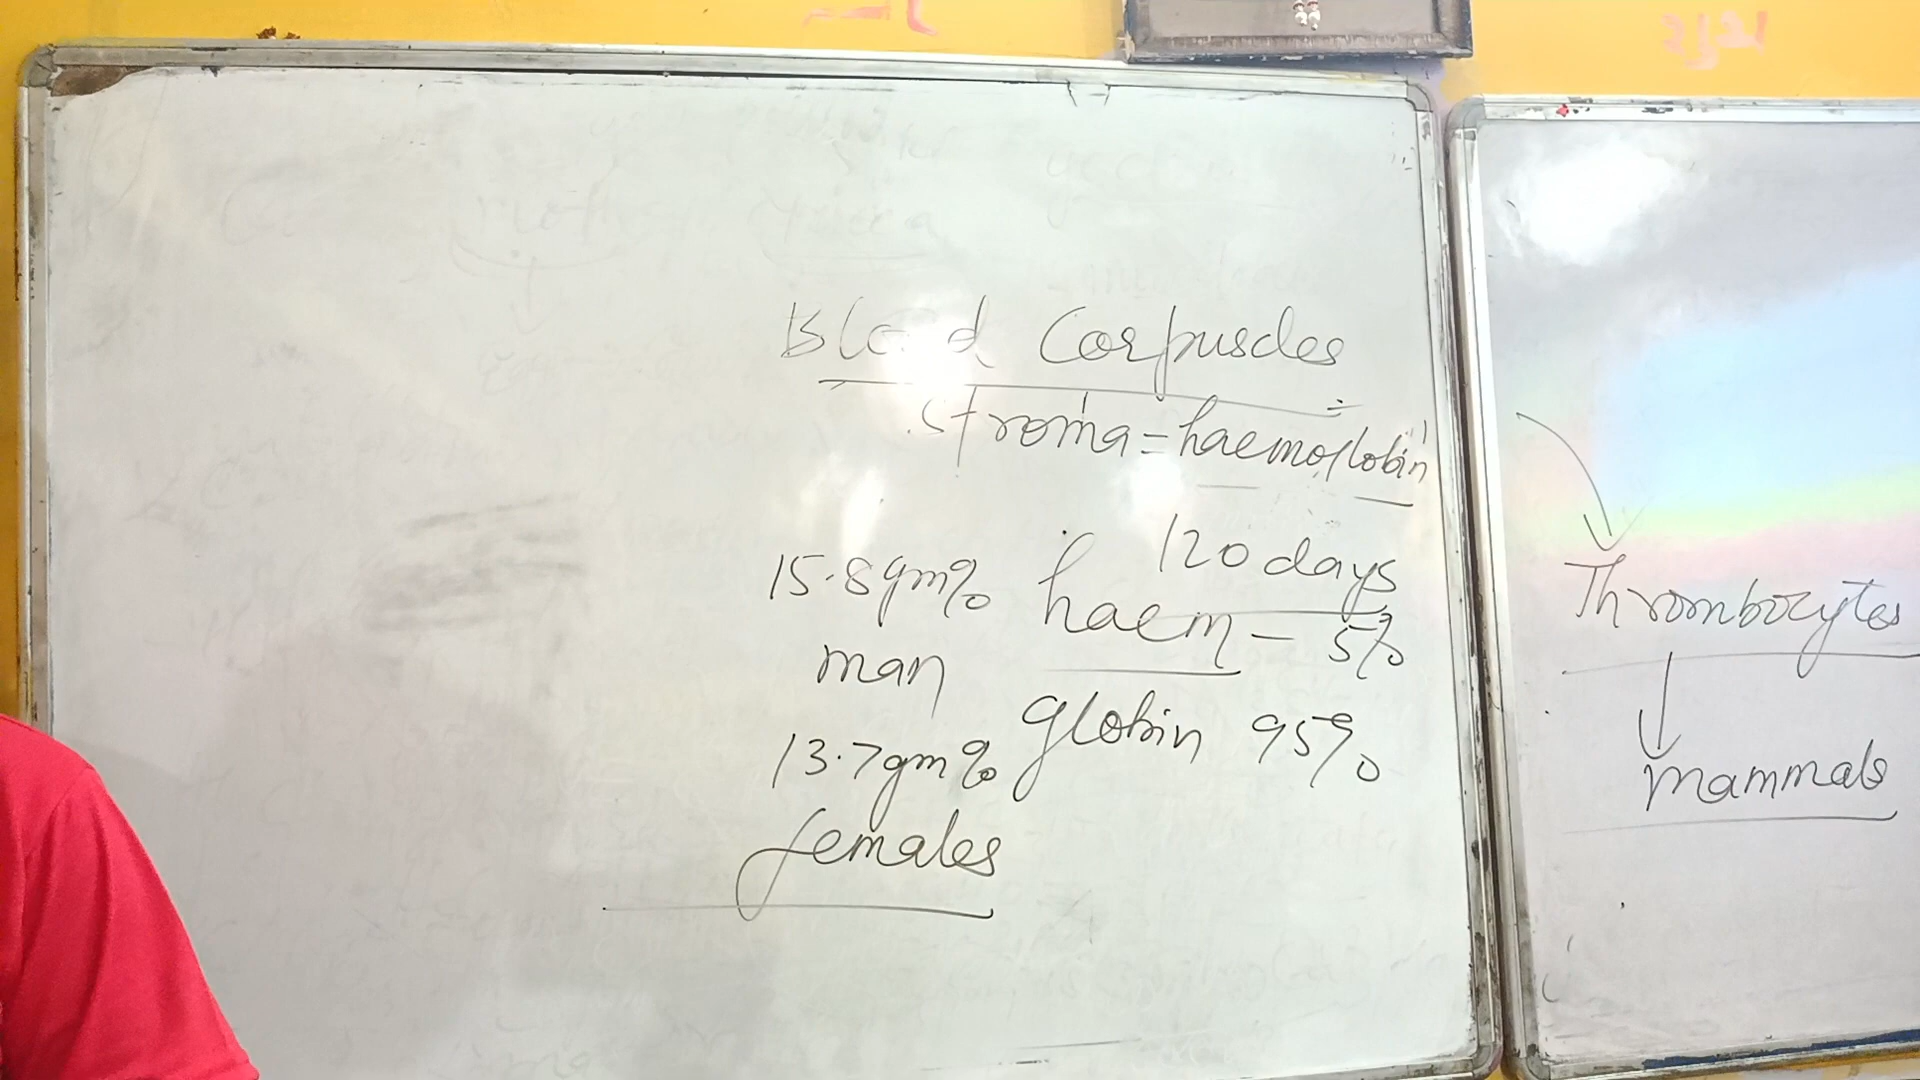 Blood Corpuscles
stroma = haemoglobin
120 days
15.8gm% haem - 5%
man
globin 95%
13.7gm%
females
Thrombocytes
mammals